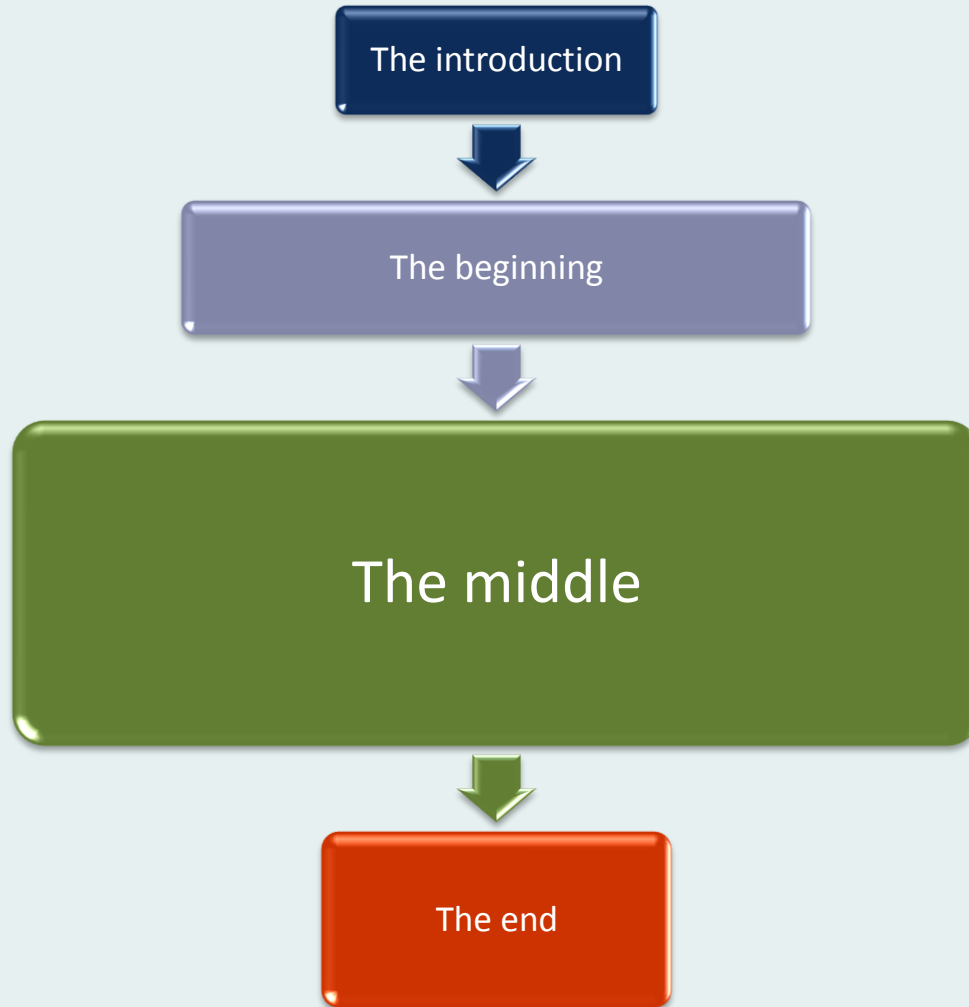 The introduction
The beginning
The middle
The end